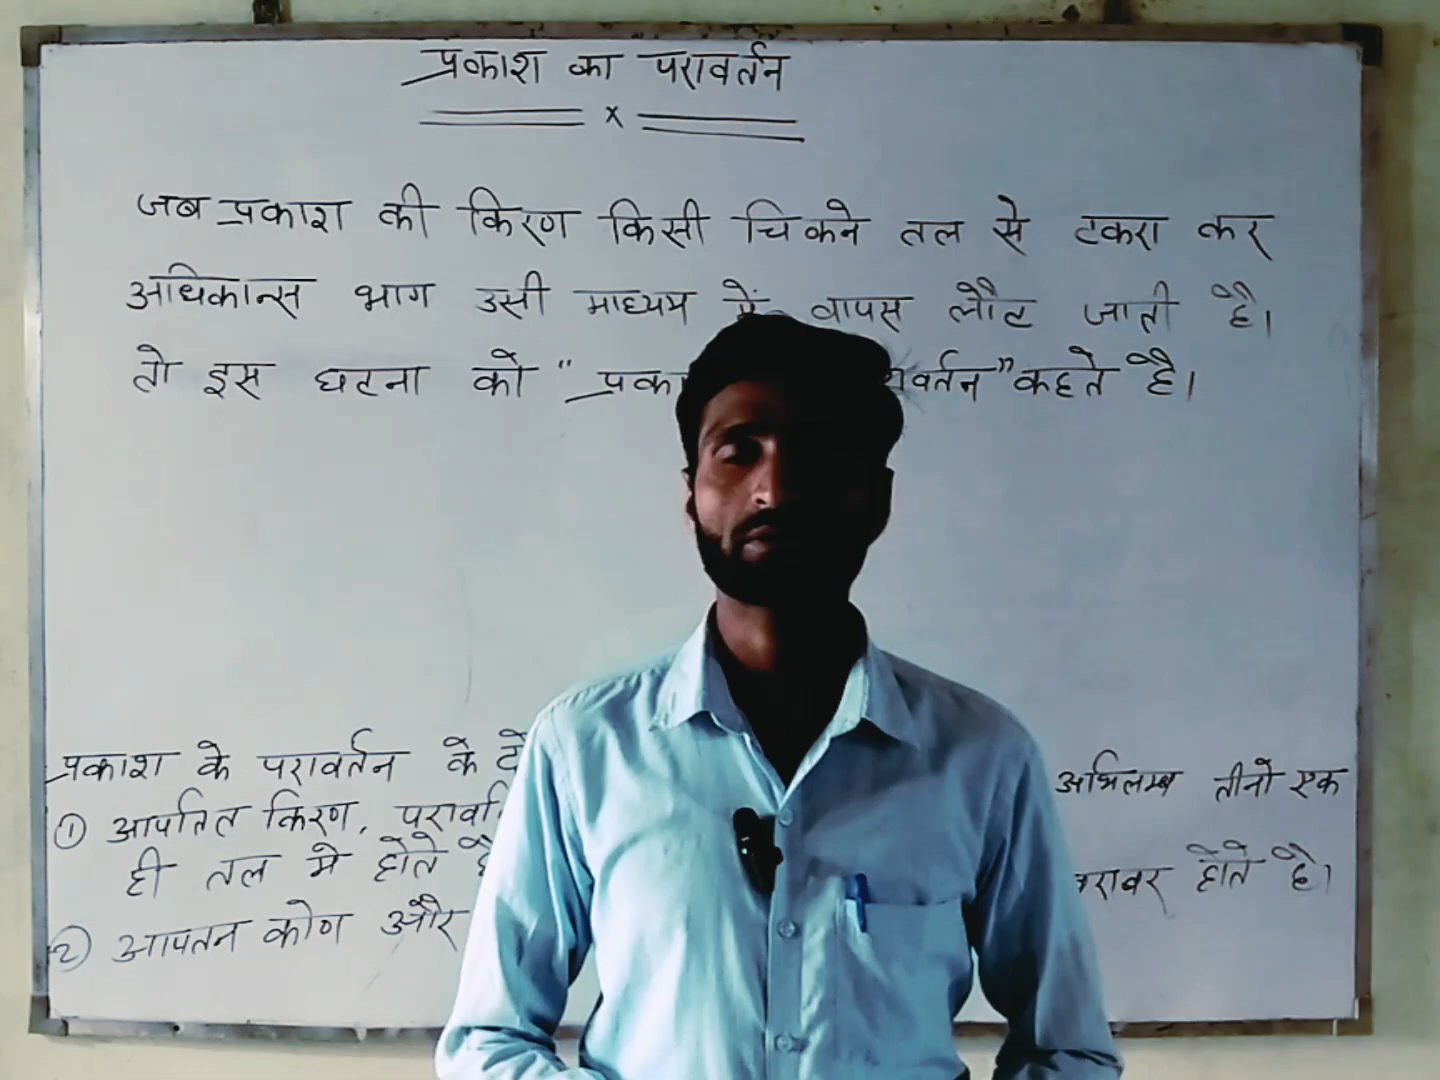 प्रकाश का परावर्तन
x
जब प्रकाश की किरण किसी चिकने तल से टकरा कर
अधिकान्स भाग उसी माध्यम में वापस लौट जाती है।
तो इस घटना को "प्रका वर्तन" कहते है।
प्रकाश के परावर्तन के दो
① आपतित किरण, परावर्ति अभिलम्ब तीनो एक
ही तल मे होते है
② आपतन कोण और बराबर होते है।